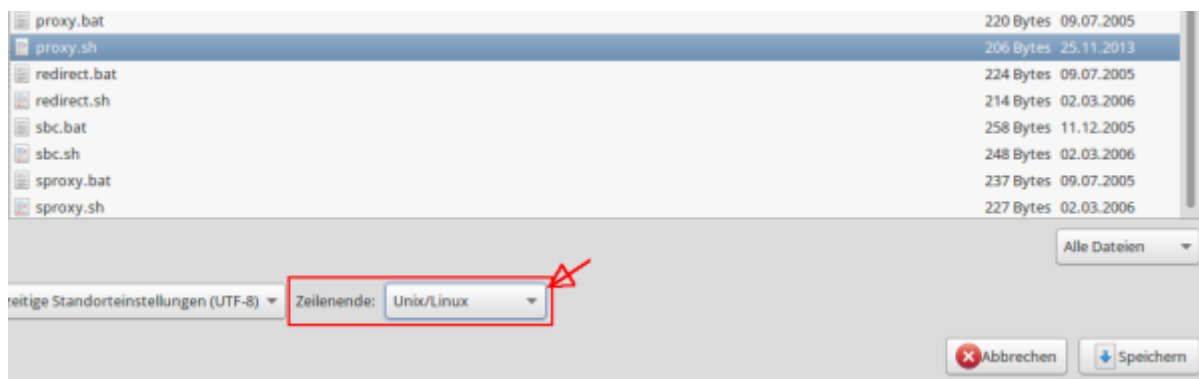 proxy.bat 220 Bytes 09.07.2005
proxy.sh 206 Bytes 25.11.2013
redirect.bat 224 Bytes 09.07.2005
redirect.sh 214 Bytes 02.03.2006
sbc.bat 258 Bytes 11.12.2005
sbc.sh 248 Bytes 02.03.2006
sproxy.bat 237 Bytes 09.07.2005
sproxy.sh 227 Bytes 02.03.2006
Alle Dateien
zeitige Standorteinstellungen (UTF-8) Zeilenende: Unix/Linux
Abbrechen Speichern